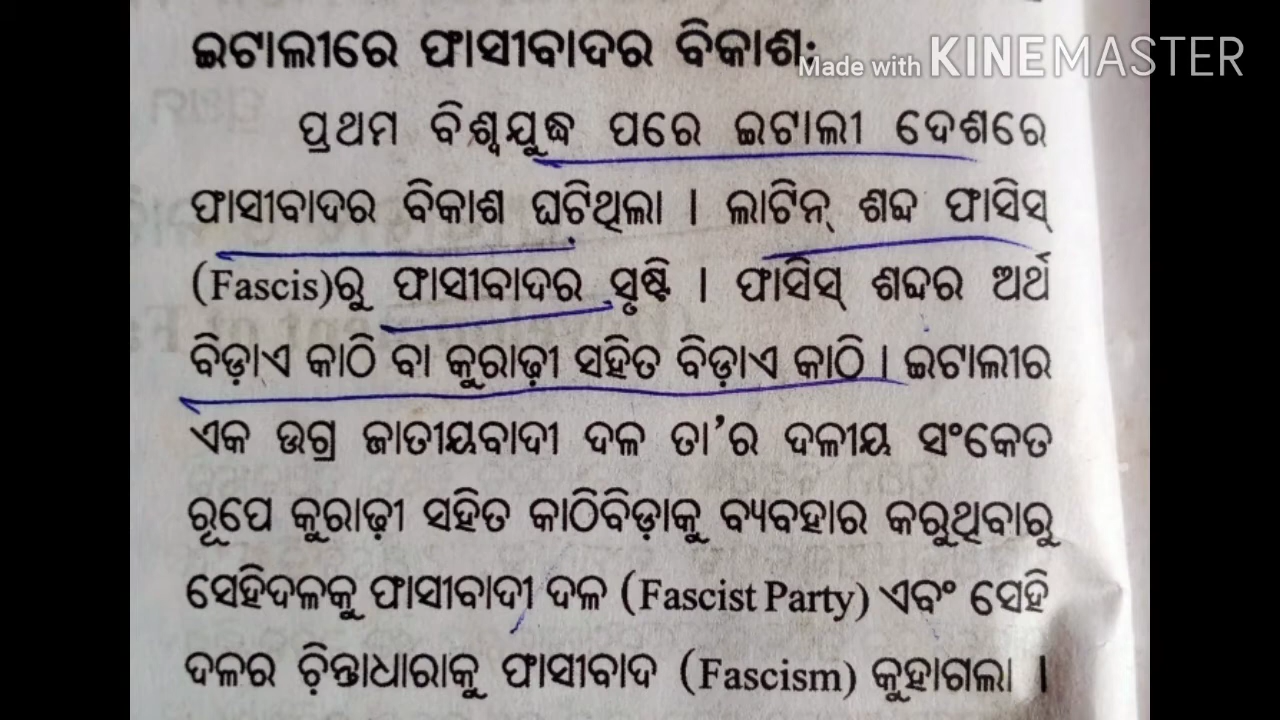 ଇଟାଲୀରେ ଫାସୀବାଦର ବିକାଶ:
Made with KINEMASTER
ପ୍ରଥମ ବିଶ୍ୱଯୁଦ୍ଧ ପରେ ଇଟାଲୀ ଦେଶରେ
ଫାସୀବାଦର ବିକାଶ ଘଟିଥିଲା । ଲାଟିନ୍ ଶବ୍ଦ ଫାସିସ୍
(Fascis)ରୁ ଫାସୀବାଦର ସୃଷ୍ଟି । ଫାସିସ୍ ଶବ୍ଦର ଅର୍ଥ
ବିଡ଼ାଏ କାଠି ବା କୁରାଢ଼ୀ ସହିତ ବିଡ଼ାଏ କାଠି । ଇଟାଲୀର
ଏକ ଉଗ୍ର ଜାତୀୟବାଦୀ ଦଳ ତା’ର ଦଳୀୟ ସଂକେତ
ରୂପେ କୁରାଢ଼ୀ ସହିତ କାଠିବିଡ଼ାକୁ ବ୍ୟବହାର କରୁଥିବାରୁ
ସେହିଦଳକୁ ଫାସୀବାଦୀ ଦଳ (Fascist Party) ଏବଂ ସେହି
ଦଳର ଚିନ୍ତାଧାରାକୁ ଫାସୀବାଦ (Fascism) କୁହାଗଲା ।